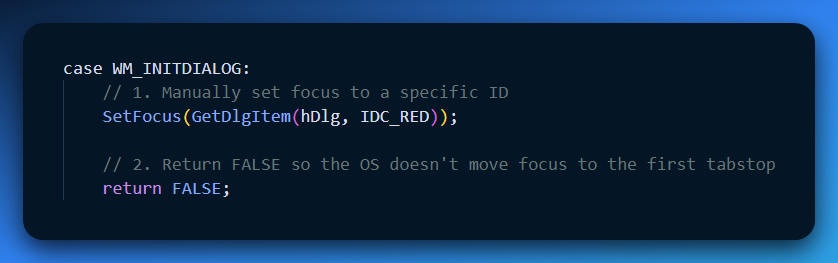 case WM_INITDIALOG:
// 1. Manually set focus to a specific ID
SetFocus(GetDlgItem(hDlg, IDC_RED));
// 2. Return FALSE so the OS doesn't move focus to the first tabstop
return FALSE;